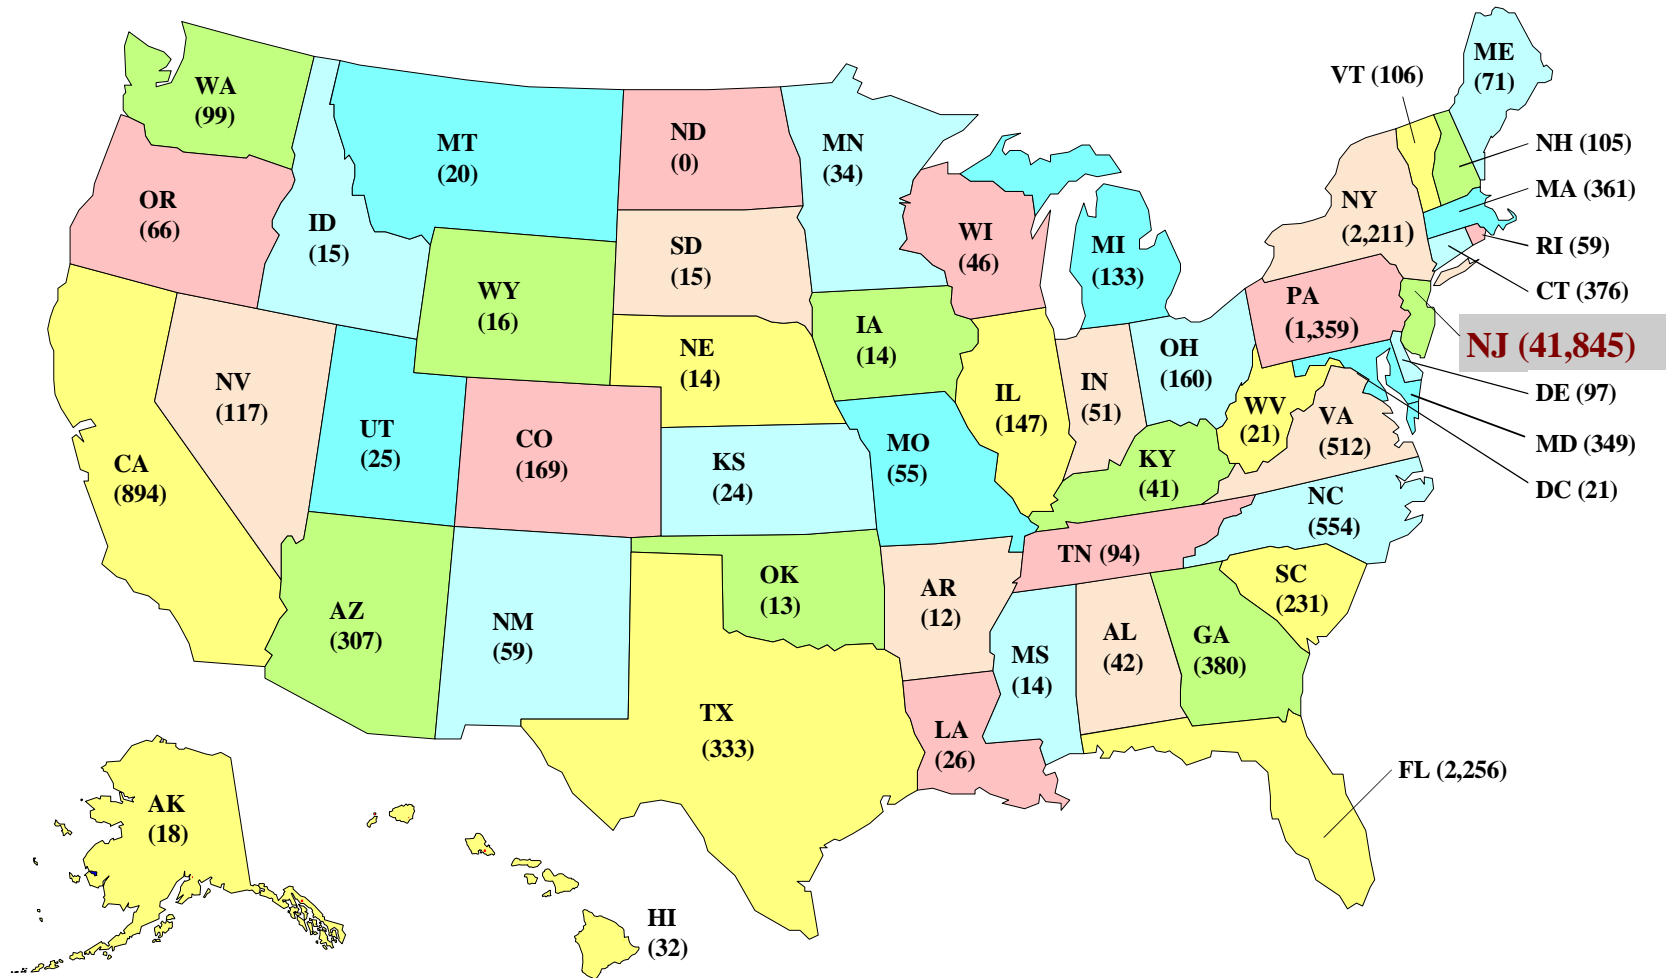 WA
(99)
OR
(66)
ID
(15)
MT
(20)
ND
(0)
MN
(34)
SD
(15)
WY
(16)
WI
(46)
MI
(133)
VT (106)
ME
(71)
NH (105)
MA (361)
NY
(2,211)
RI (59)
CT (376)
PA
(1,359)
NJ (41,845)
DE (97)
MD (349)
DC (21)
CA
(894)
NV
(117)
UT
(25)
CO
(169)
NE
(14)
IA
(14)
KS
(24)
MO
(55)
IL
(147)
IN
(51)
OH
(160)
WV
(21)
VA
(512)
KY
(41)
NC
(554)
TN (94)
SC
(231)
AZ
(307)
NM
(59)
OK
(13)
AR
(12)
TX
(333)
LA
(26)
MS
(14)
AL
(42)
GA
(380)
FL (2,256)
AK
(18)
HI
(32)